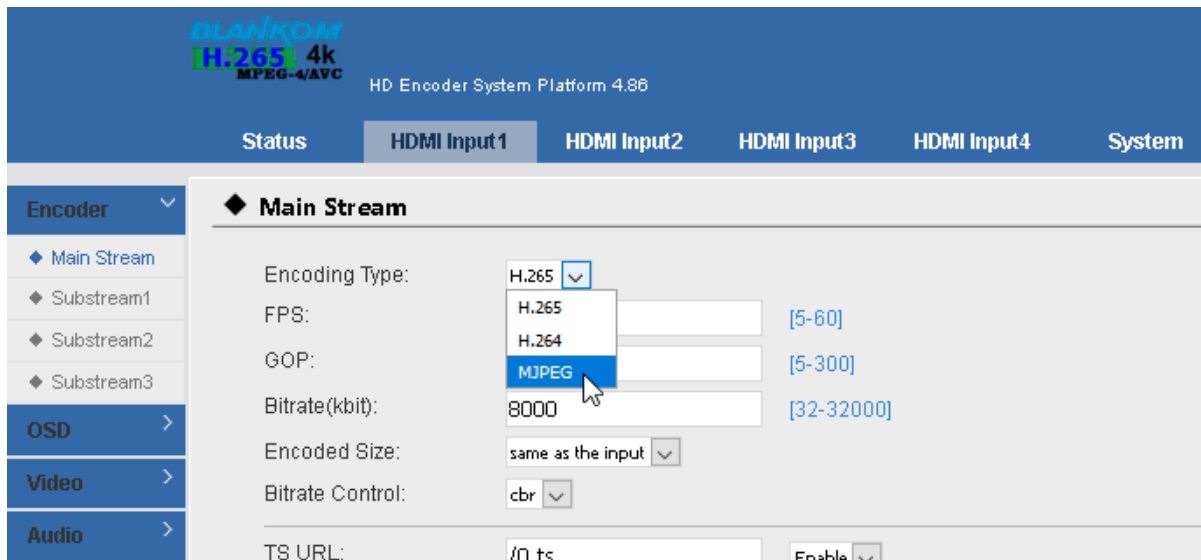 BLANKOM
H.265 4k
MPEG-4/AVC
HD Encoder System Platform 4.86
Status HDMI Input1 HDMI Input2 HDMI Input3 HDMI Input4 System
Encoder
Main Stream
Substream1
Substream2
Substream3
OSD
Video
Audio
Main Stream
Encoding Type: H.265
H.265
H.264
MJPEG
FPS: [5-60]
GOP: [5-300]
Bitrate(kbit): 8000 [32-32000]
Encoded Size: same as the input
Bitrate Control: cbr
TS URL: /0.ts Enable